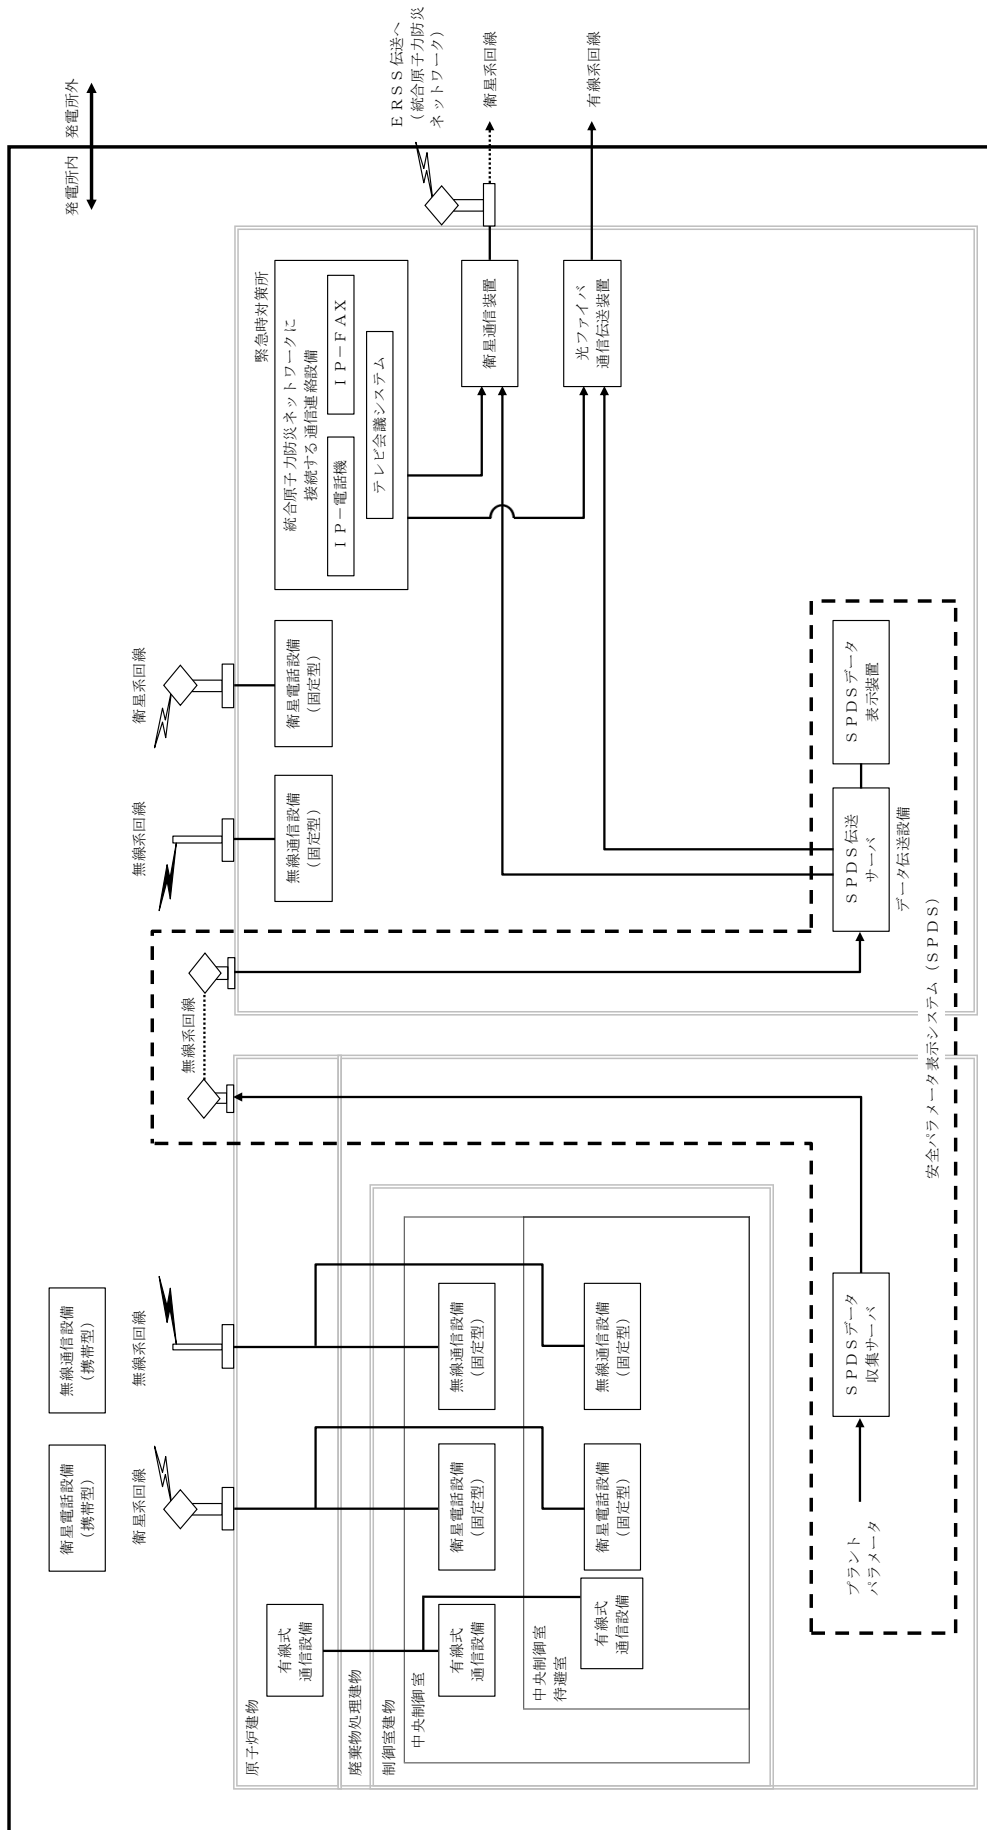 衛星電話設備
(携帯型)
無線通信設備
(携帯型)
発電所内
発電所外
衛星系回線
無線系回線
無線系回線
無線系回線
衛星系回線
ERSS伝送へ
(統合原子力防災
ネットワーク)
衛星系回線
有線系回線
原子炉建物
有線式
通信設備
廃棄物処理建物
制御室建物
中央制御室
有線式
通信設備
衛星電話設備
(固定型)
無線通信設備
(固定型)
中央制御室
待避室
有線式
通信設備
衛星電話設備
(固定型)
無線通信設備
(固定型)
プラント
パラメータ
SPDSデータ
収集サーバ
無線通信設備
(固定型)
衛星電話設備
(固定型)
緊急時対策所
統合原子力防災ネットワークに
接続する通信連絡設備
IP-電話機
IP-FAX
テレビ会議システム
衛星通信装置
光ファイバ
通信伝送装置
SPDS伝送
サーバ
データ伝送設備
SPDSデータ
表示装置
安全パラメータ表示システム(SPDS)